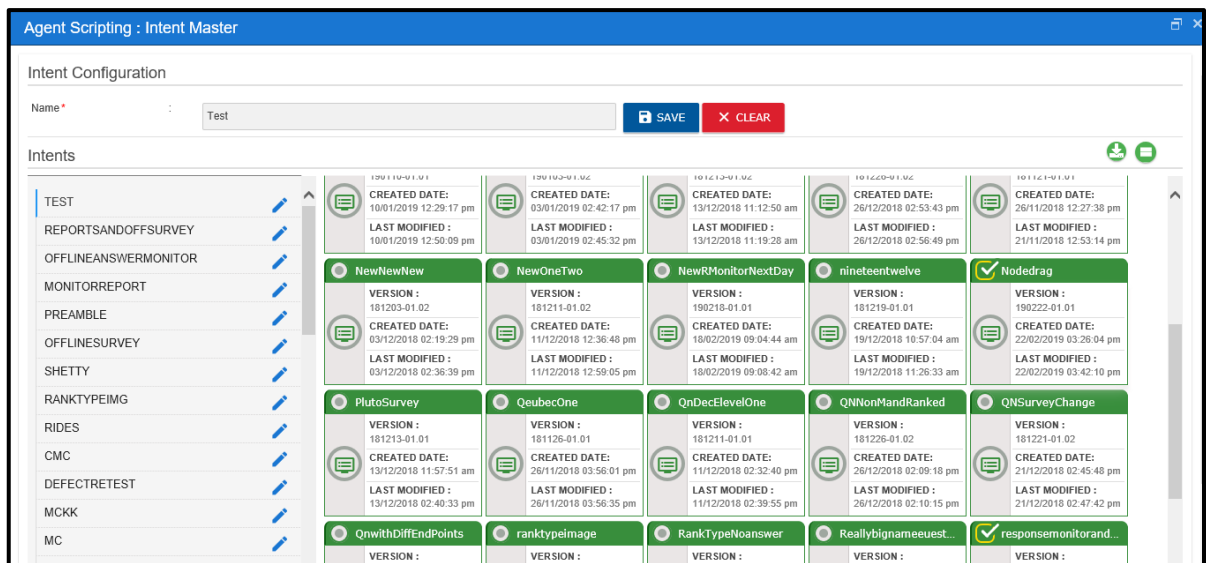 Agent Scripting : Intent Master
Intent Configuration
Name* : Test SAVE CLEAR
Intents
TEST
REPORTSANDOFFSURVEY
OFFLINEANSWERMONITOR
MONITORREPORT
PREAMBLE
OFFLINESURVEY
SHETTY
RANKTYPEIMG
RIDES
CMC
DEFECTRETEST
MCKK
MC
190110-01.01 190103-01.02 181213-01.02 181226-01.02 181121-01.01
CREATED DATE: CREATED DATE: CREATED DATE: CREATED DATE: CREATED DATE:
10/01/2019 12:29:17 pm 03/01/2019 02:42:17 pm 13/12/2018 11:12:50 am 26/12/2018 02:53:43 pm 26/11/2018 12:27:38 pm
LAST MODIFIED : LAST MODIFIED : LAST MODIFIED : LAST MODIFIED : LAST MODIFIED :
10/01/2019 12:50:09 pm 03/01/2019 02:45:32 pm 13/12/2018 11:19:28 am 26/12/2018 02:56:49 pm 21/11/2018 12:53:14 pm
NewNewNew NewOneTwo NewRMonitorNextDay nineteentwelve Nodedrag
VERSION : VERSION : VERSION : VERSION : VERSION :
181203-01.02 181211-01.02 190218-01.01 181219-01.01 190222-01.01
CREATED DATE: CREATED DATE: CREATED DATE: CREATED DATE: CREATED DATE:
03/12/2018 02:19:29 pm 11/12/2018 12:36:48 pm 18/02/2019 09:04:44 am 19/12/2018 10:57:04 am 22/02/2019 03:26:04 pm
LAST MODIFIED : LAST MODIFIED : LAST MODIFIED : LAST MODIFIED : LAST MODIFIED :
03/12/2018 02:36:39 pm 11/12/2018 12:59:05 pm 18/02/2019 09:08:42 am 19/12/2018 11:26:33 am 22/02/2019 03:42:10 pm
PlutoSurvey QeubecOne QnDecElevelOne QNNonMandRanked QNSurveyChange
VERSION : VERSION : VERSION : VERSION : VERSION :
181213-01.01 181126-01.01 181211-01.01 181226-01.02 181221-01.02
CREATED DATE: CREATED DATE: CREATED DATE: CREATED DATE: CREATED DATE:
13/12/2018 11:57:51 am 26/11/2018 03:56:01 pm 11/12/2018 02:32:40 pm 26/12/2018 02:09:18 pm 21/12/2018 02:45:48 pm
LAST MODIFIED : LAST MODIFIED : LAST MODIFIED : LAST MODIFIED : LAST MODIFIED :
13/12/2018 02:40:33 pm 26/11/2018 03:56:35 pm 11/12/2018 02:39:55 pm 26/12/2018 02:10:15 pm 21/12/2018 02:47:42 pm
QnwithDiffEndPoints ranktypeimage RankTypeNoanswer Reallybignameeuest... responsemonitorand...
VERSION : VERSION : VERSION : VERSION : VERSION :